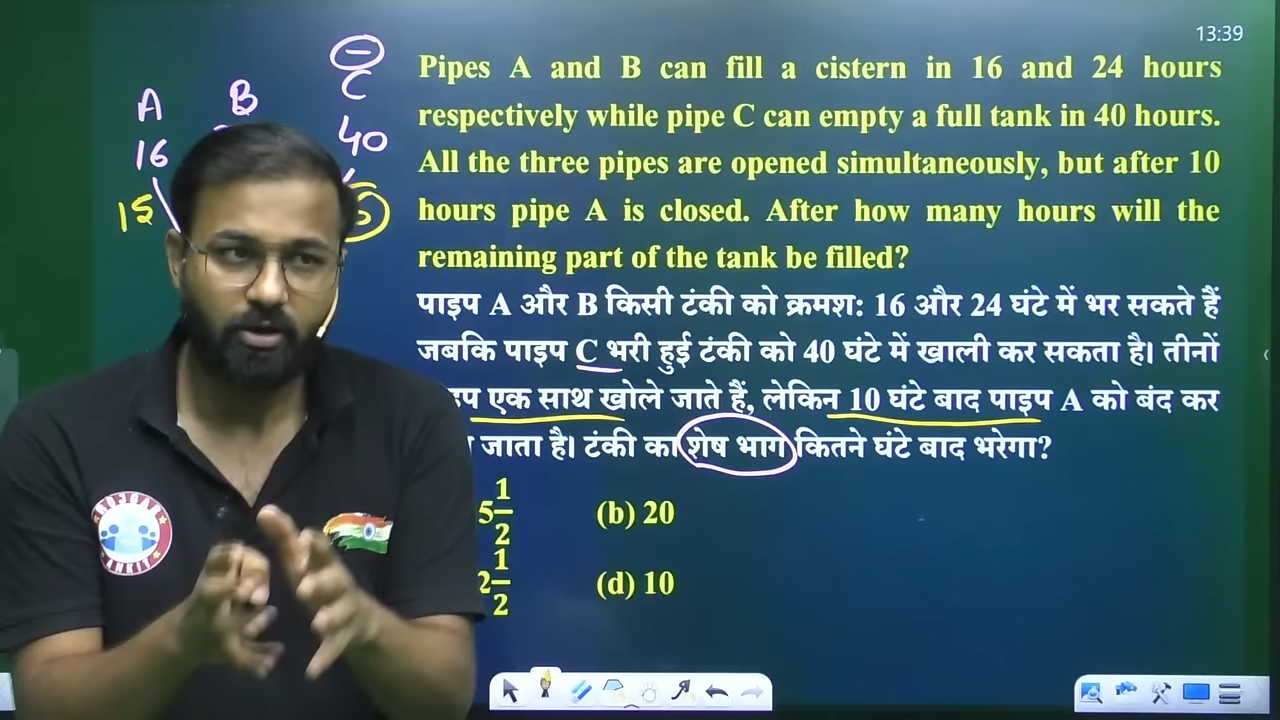 13:39
A B C
16 40
15
Pipes A and B can fill a cistern in 16 and 24 hours
respectively while pipe C can empty a full tank in 40 hours.
All the three pipes are opened simultaneously, but after 10
hours pipe A is closed. After how many hours will the
remaining part of the tank be filled?
पाइप A और B किसी टंकी को क्रमश: 16 और 24 घंटे में भर सकते हैं
जबकि पाइप C भरी हुई टंकी को 40 घंटे में खाली कर सकता है। तीनों
एक साथ खोले जाते हैं, लेकिन 10 घंटे बाद पाइप A को बंद कर
जाता है। टंकी का शेष भाग कितने घंटे बाद भरेगा?
5 1/2 (b) 20
2 1/2 (d) 10
ROJGAR
ANKIT